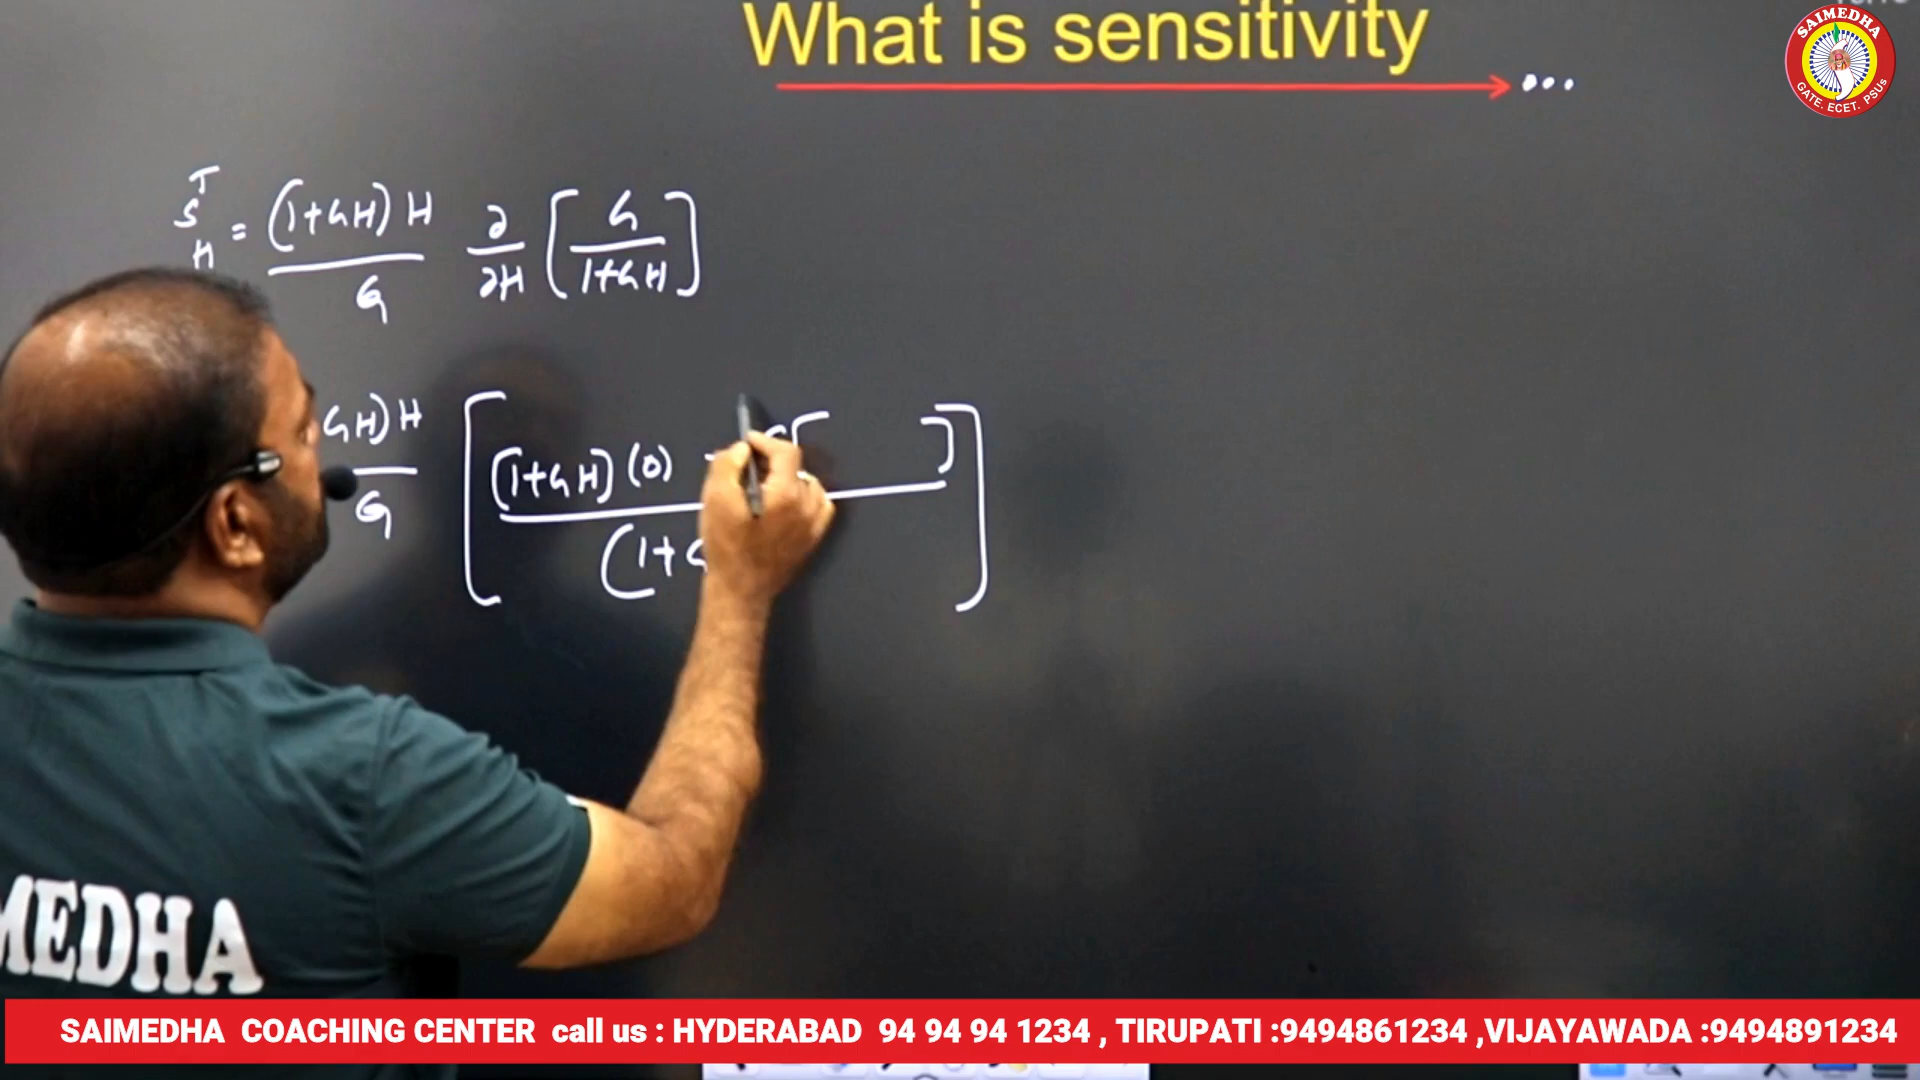 What is sensitivity
SAIMEDHA
GATE. ECET. PSUs
S^T_H = (1+GH) H / G ∂/∂H [ G / 1+GH ]
GH) H / G [ (1+GH) (0) - G[ ] / (1+G ]
MEDHA
SAIMEDHA COACHING CENTER call us : HYDERABAD 94 94 94 1234 , TIRUPATI :9494861234 ,VIJAYAWADA :9494891234